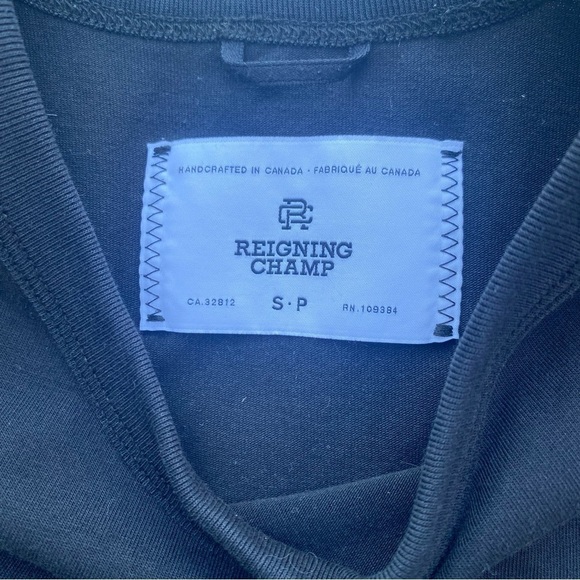 HANDCRAFTED IN CANADA · FABRIQUÉ AU CANADA
RC
REIGNING
CHAMP
CA.32812 S·P RN.109384